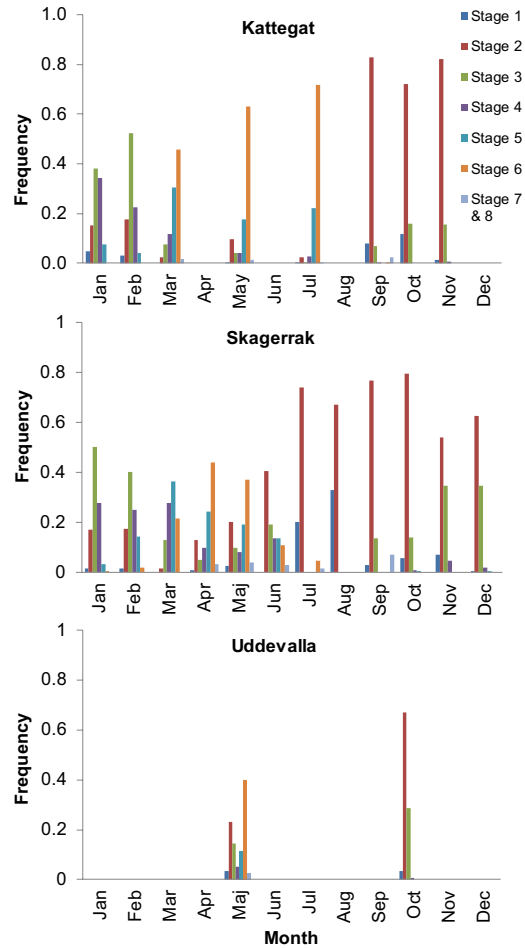 Kattegat
Stage 1
Stage 2
Stage 3
Stage 4
Stage 5
Stage 6
Stage 7
& 8
Frequency
1.0
0.8
0.6
0.4
0.2
0.0
Jan
Feb
Mar
Apr
May
Jun
Jul
Aug
Sep
Oct
Nov
Dec
Skagerrak
Frequency
1
0.8
0.6
0.4
0.2
0
Jan
Feb
Mar
Apr
Maj
Jun
Jul
Aug
Sep
Oct
Nov
Dec
Uddevalla
Frequency
1
0.8
0.6
0.4
0.2
0
Jan
Feb
Mar
Apr
Maj
Jun
Jul
Aug
Sep
Oct
Nov
Dec
Month